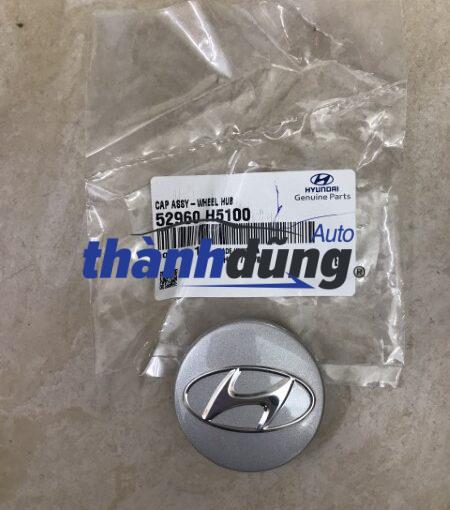 CAP ASSY-WHEEL HUB
52960 H5100
HYUNDAI
Genuine Parts
Auto
thànhdũng®